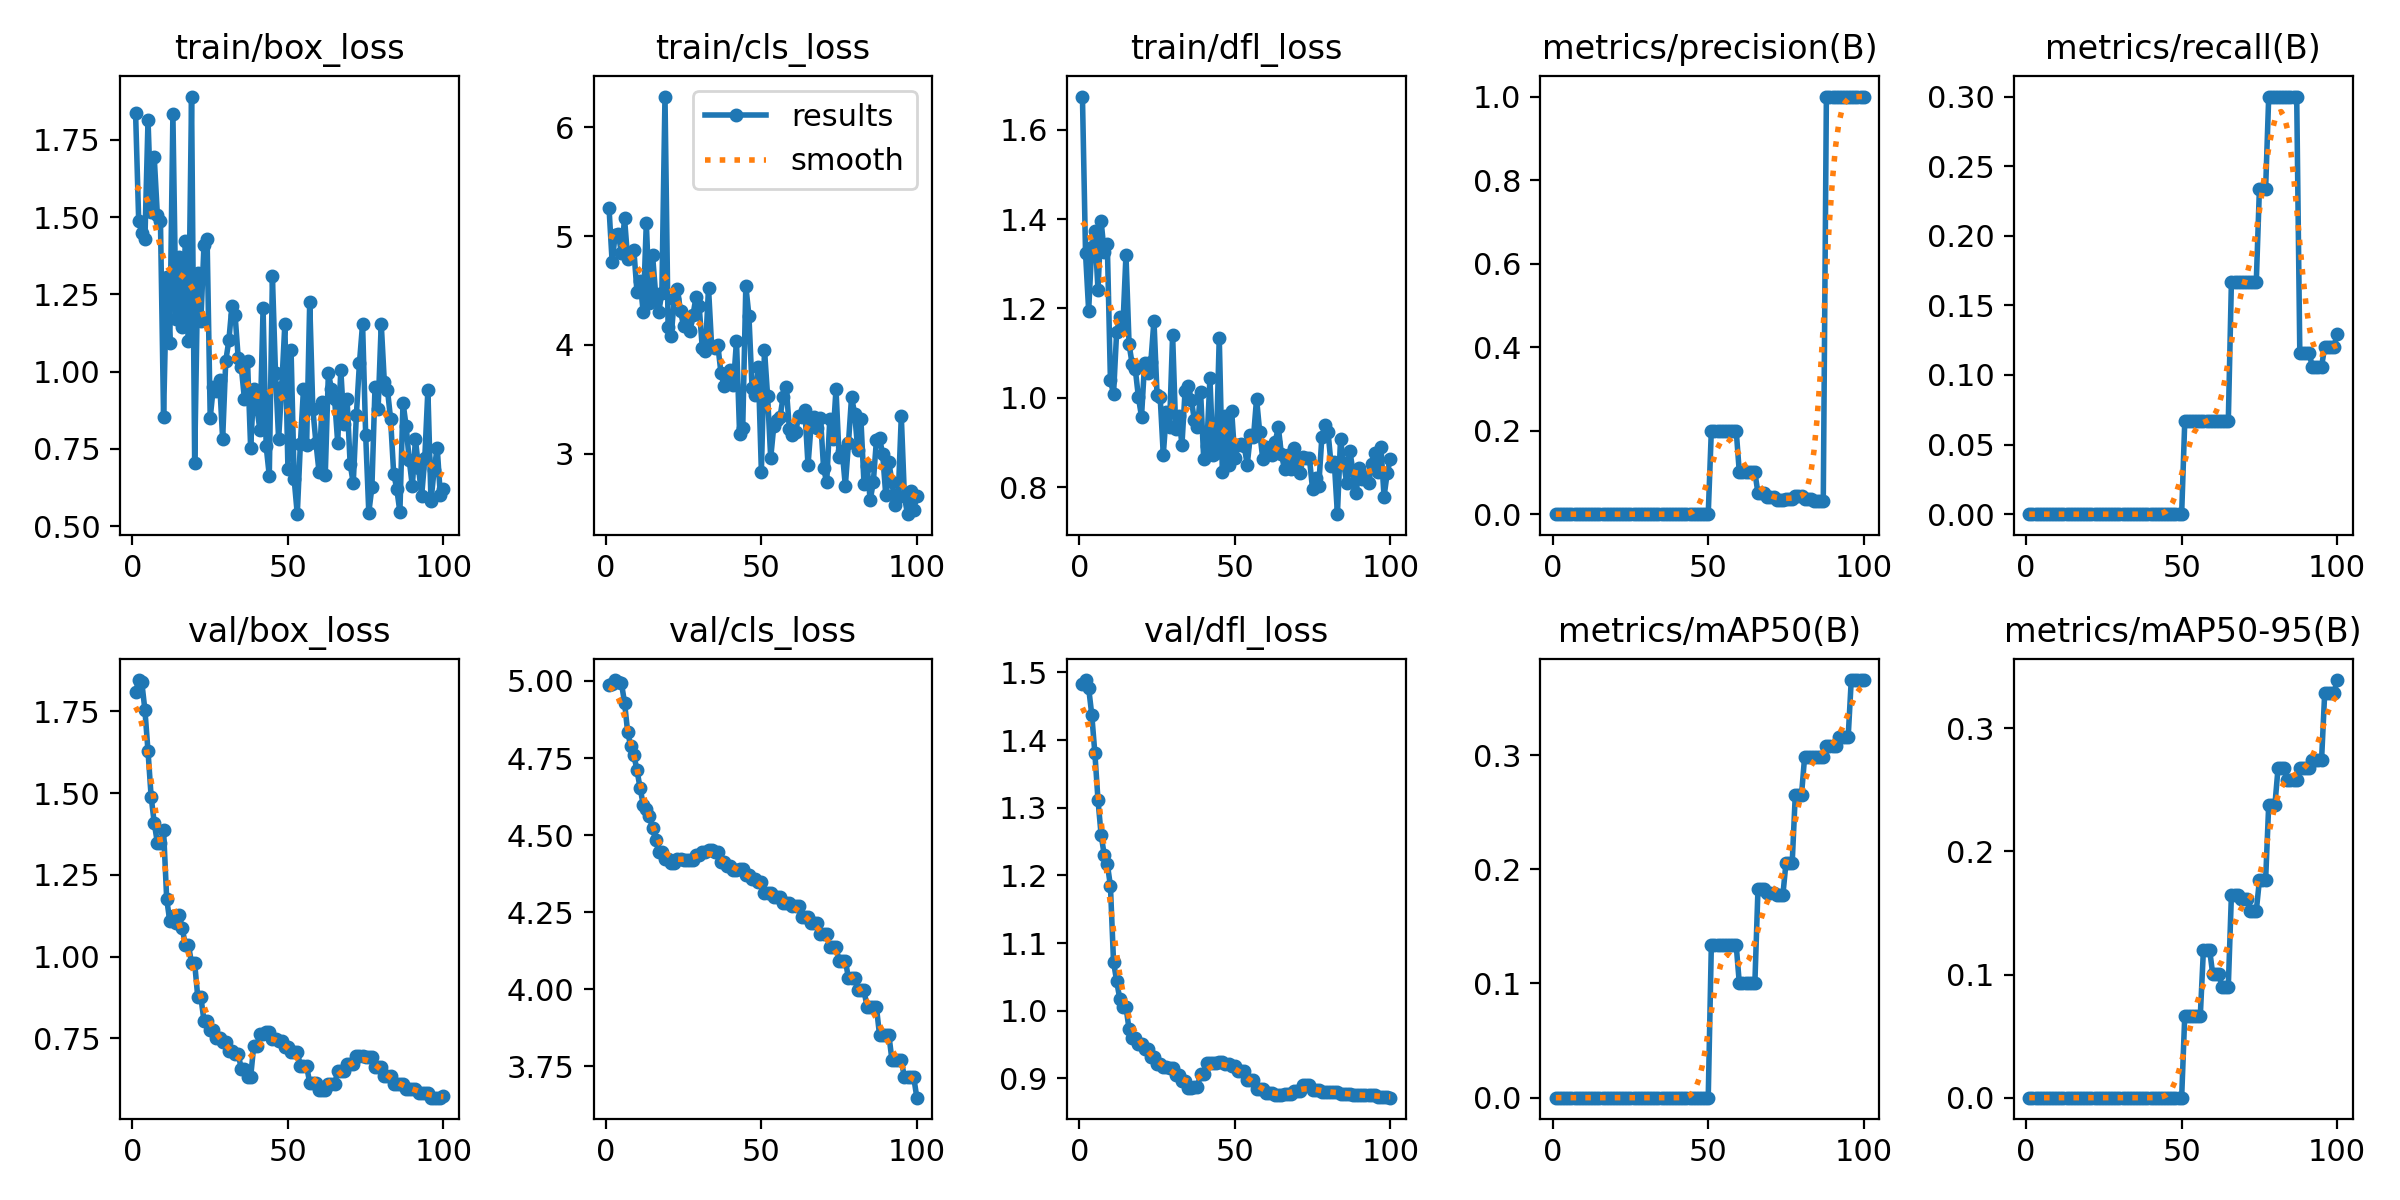 train/box_loss
train/cls_loss
train/dfl_loss
metrics/precision(B)
metrics/recall(B)
results
smooth
1.75
1.50
1.25
1.00
0.75
0.50
0 50 100
6
5
4
3
0 50 100
1.6
1.4
1.2
1.0
0.8
0 50 100
1.0
0.8
0.6
0.4
0.2
0.0
0 50 100
0.30
0.25
0.20
0.15
0.10
0.05
0.00
0 50 100
val/box_loss
val/cls_loss
val/dfl_loss
metrics/mAP50(B)
metrics/mAP50-95(B)
1.75
1.50
1.25
1.00
0.75
0 50 100
5.00
4.75
4.50
4.25
4.00
3.75
0 50 100
1.5
1.4
1.3
1.2
1.1
1.0
0.9
0 50 100
0.3
0.2
0.1
0.0
0 50 100
0.3
0.2
0.1
0.0
0 50 100